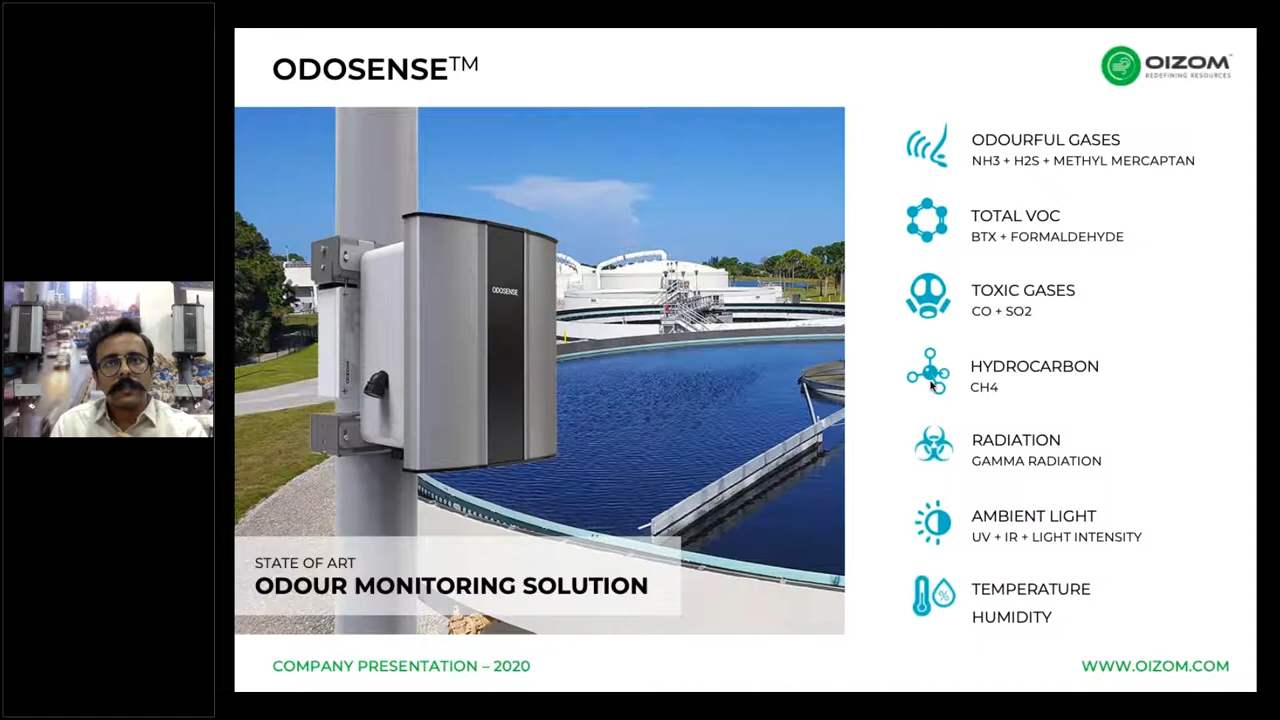 ODOSENSE™
OIZOM™
REDEFINING RESOURCES
ODOSENSE
OIZOM
ODOURFUL GASES
NH3 + H2S + METHYL MERCAPTAN
TOTAL VOC
BTX + FORMALDEHYDE
TOXIC GASES
CO + SO2
HYDROCARBON
CH4
RADIATION
GAMMA RADIATION
AMBIENT LIGHT
UV + IR + LIGHT INTENSITY
%
TEMPERATURE
HUMIDITY
STATE OF ART
ODOUR MONITORING SOLUTION
COMPANY PRESENTATION – 2020
WWW.OIZOM.COM